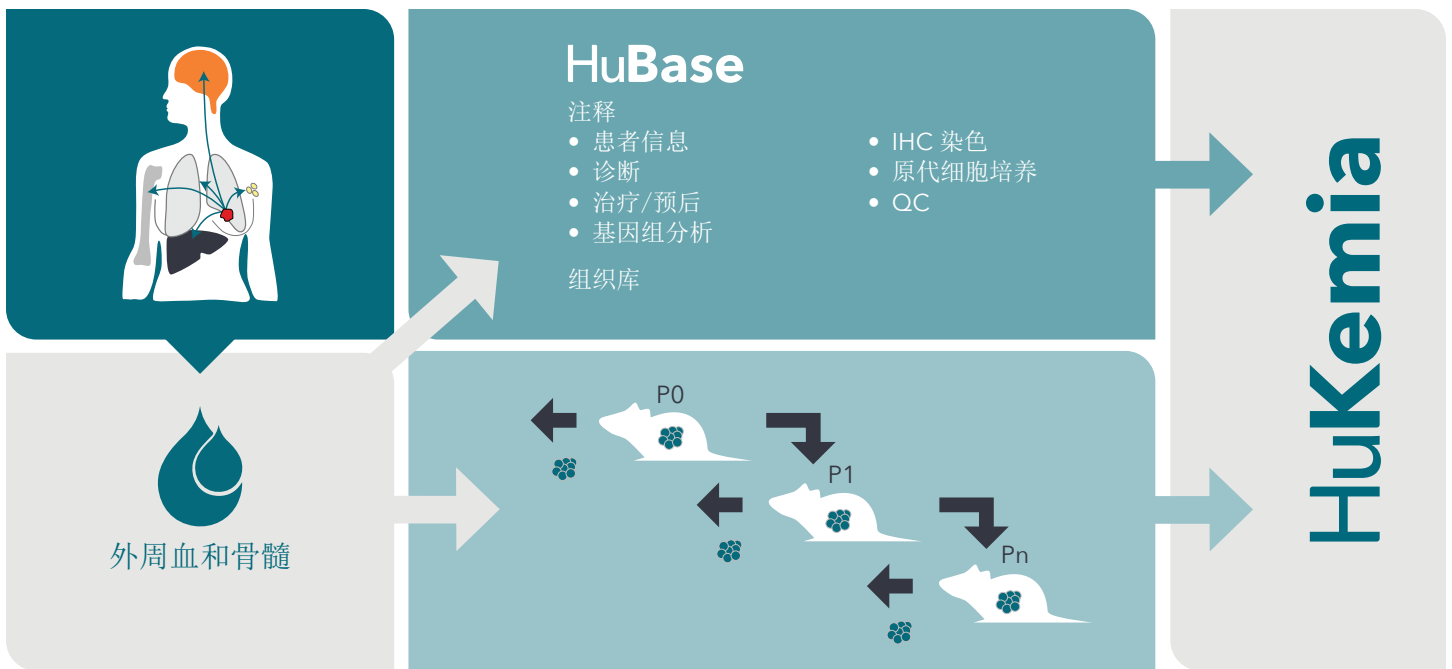 HuBase
注释
• 患者信息
• 诊断
• 治疗/预后
• 基因组分析
• IHC 染色
• 原代细胞培养
• QC
组织库
外周血和骨髓
P0
P1
Pn
HuKemia